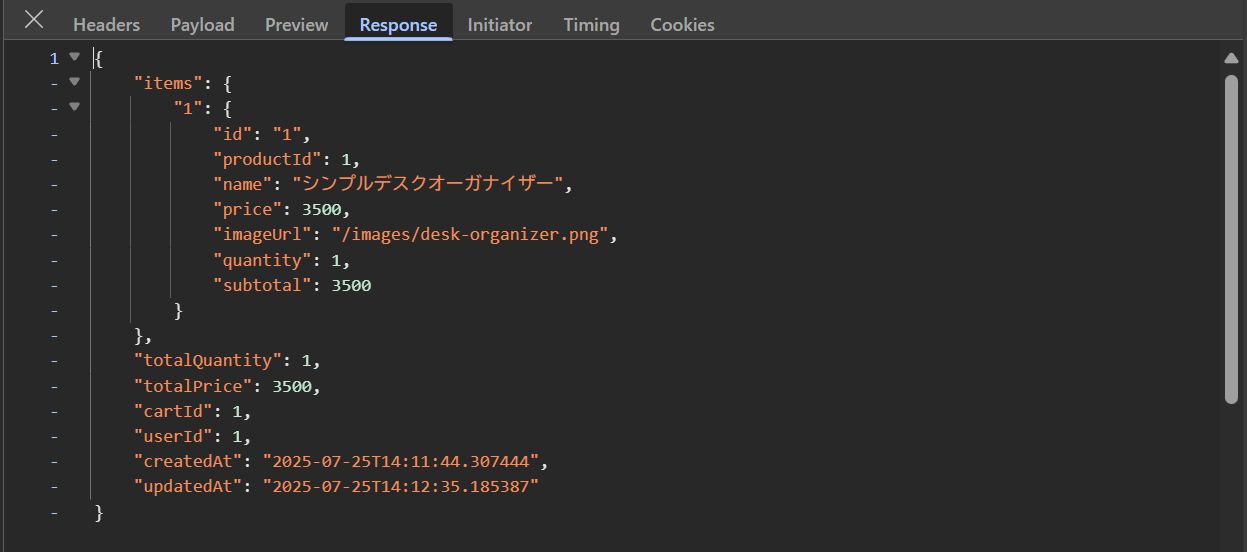 Headers Payload Preview Response Initiator Timing Cookies
1 {
- "items": {
- "1": {
- "id": "1",
- "productId": 1,
- "name": "シンプルデスクオーガナイザー",
- "price": 3500,
- "imageUrl": "/images/desk-organizer.png",
- "quantity": 1,
- "subtotal": 3500
- }
- },
- "totalQuantity": 1,
- "totalPrice": 3500,
- "cartId": 1,
- "userId": 1,
- "createdAt": "2025-07-25T14:11:44.307444",
- "updatedAt": "2025-07-25T14:12:35.185387"
- }